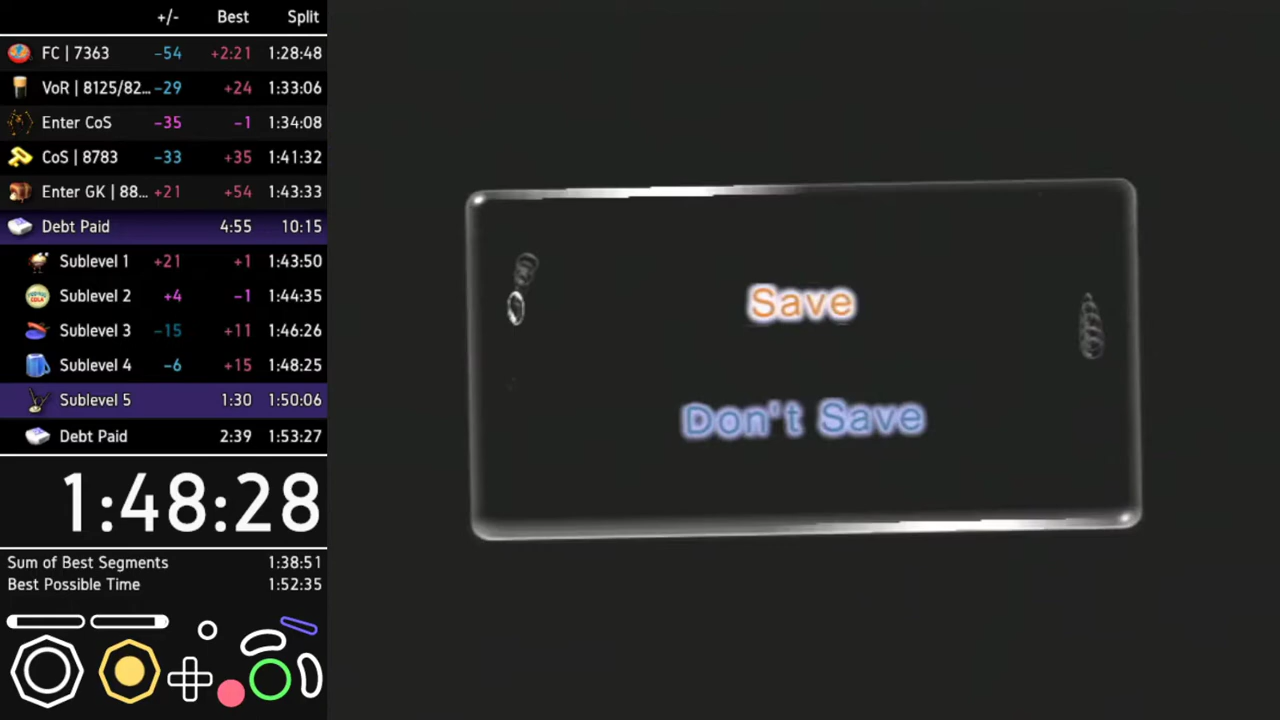 +/- Best Split
FC | 7363 -54 +2:21 1:28:48
VoR | 8125/82... -29 +24 1:33:06
Enter CoS -35 -1 1:34:08
CoS | 8783 -33 +35 1:41:32
Enter GK | 88... +21 +54 1:43:33
Debt Paid 4:55 10:15
Sublevel 1 +21 +1 1:43:50
Sublevel 2 +4 -1 1:44:35
Sublevel 3 -15 +11 1:46:26
Sublevel 4 -6 +15 1:48:25
Sublevel 5 1:30 1:50:06
Debt Paid 2:39 1:53:27
1:48:28
Sum of Best Segments 1:38:51
Best Possible Time 1:52:35
Save
Don't Save